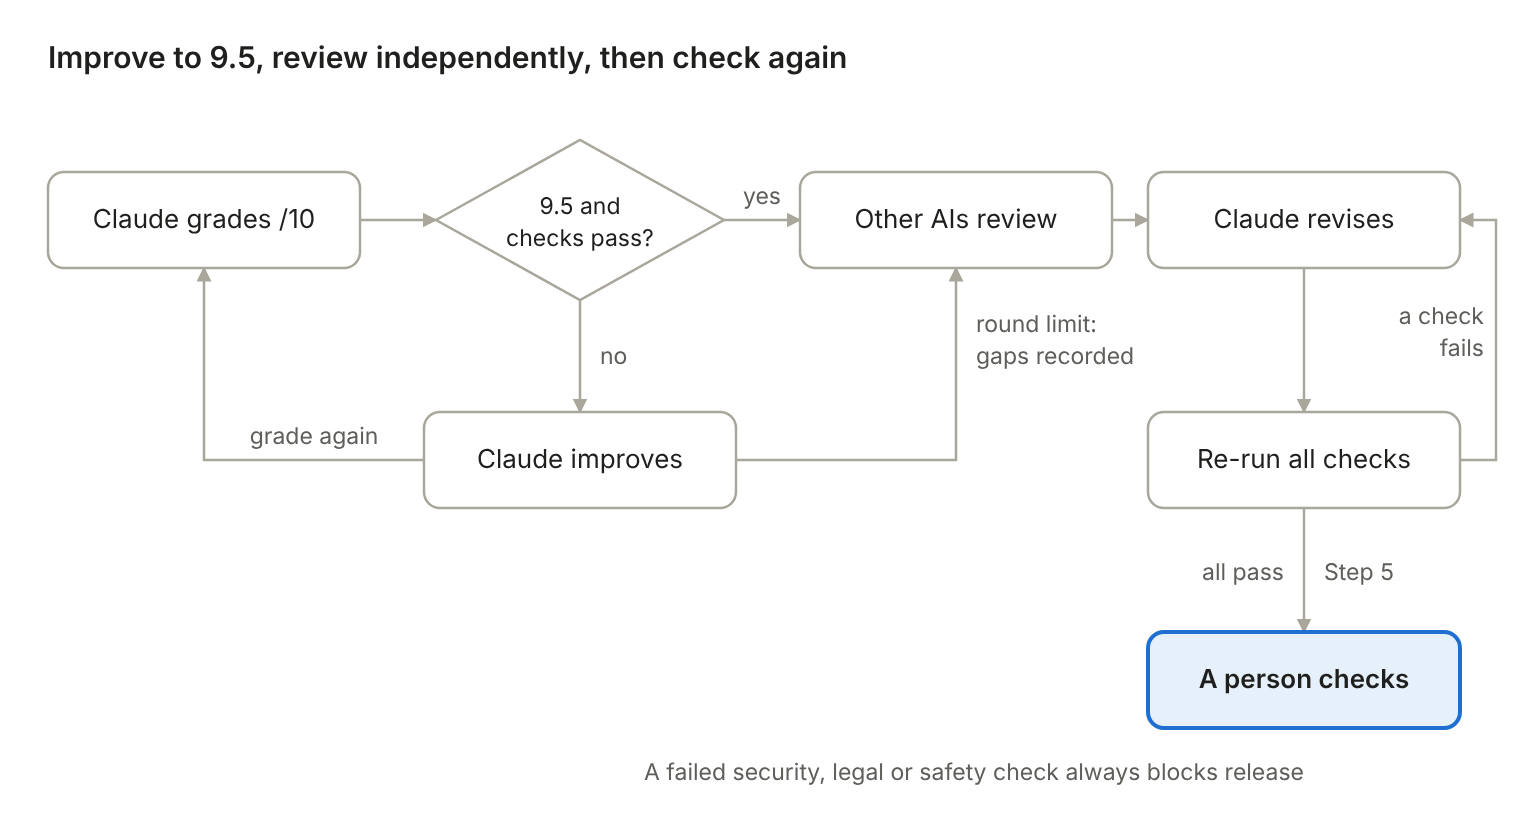 Improve to 9.5, review independently, then check again
Claude grades /10
9.5 and
checks pass?
yes
Other AIs review
Claude revises
no
round limit:
gaps recorded
a check
fails
grade again
Claude improves
Re-run all checks
all pass
Step 5
A person checks
A failed security, legal or safety check always blocks release